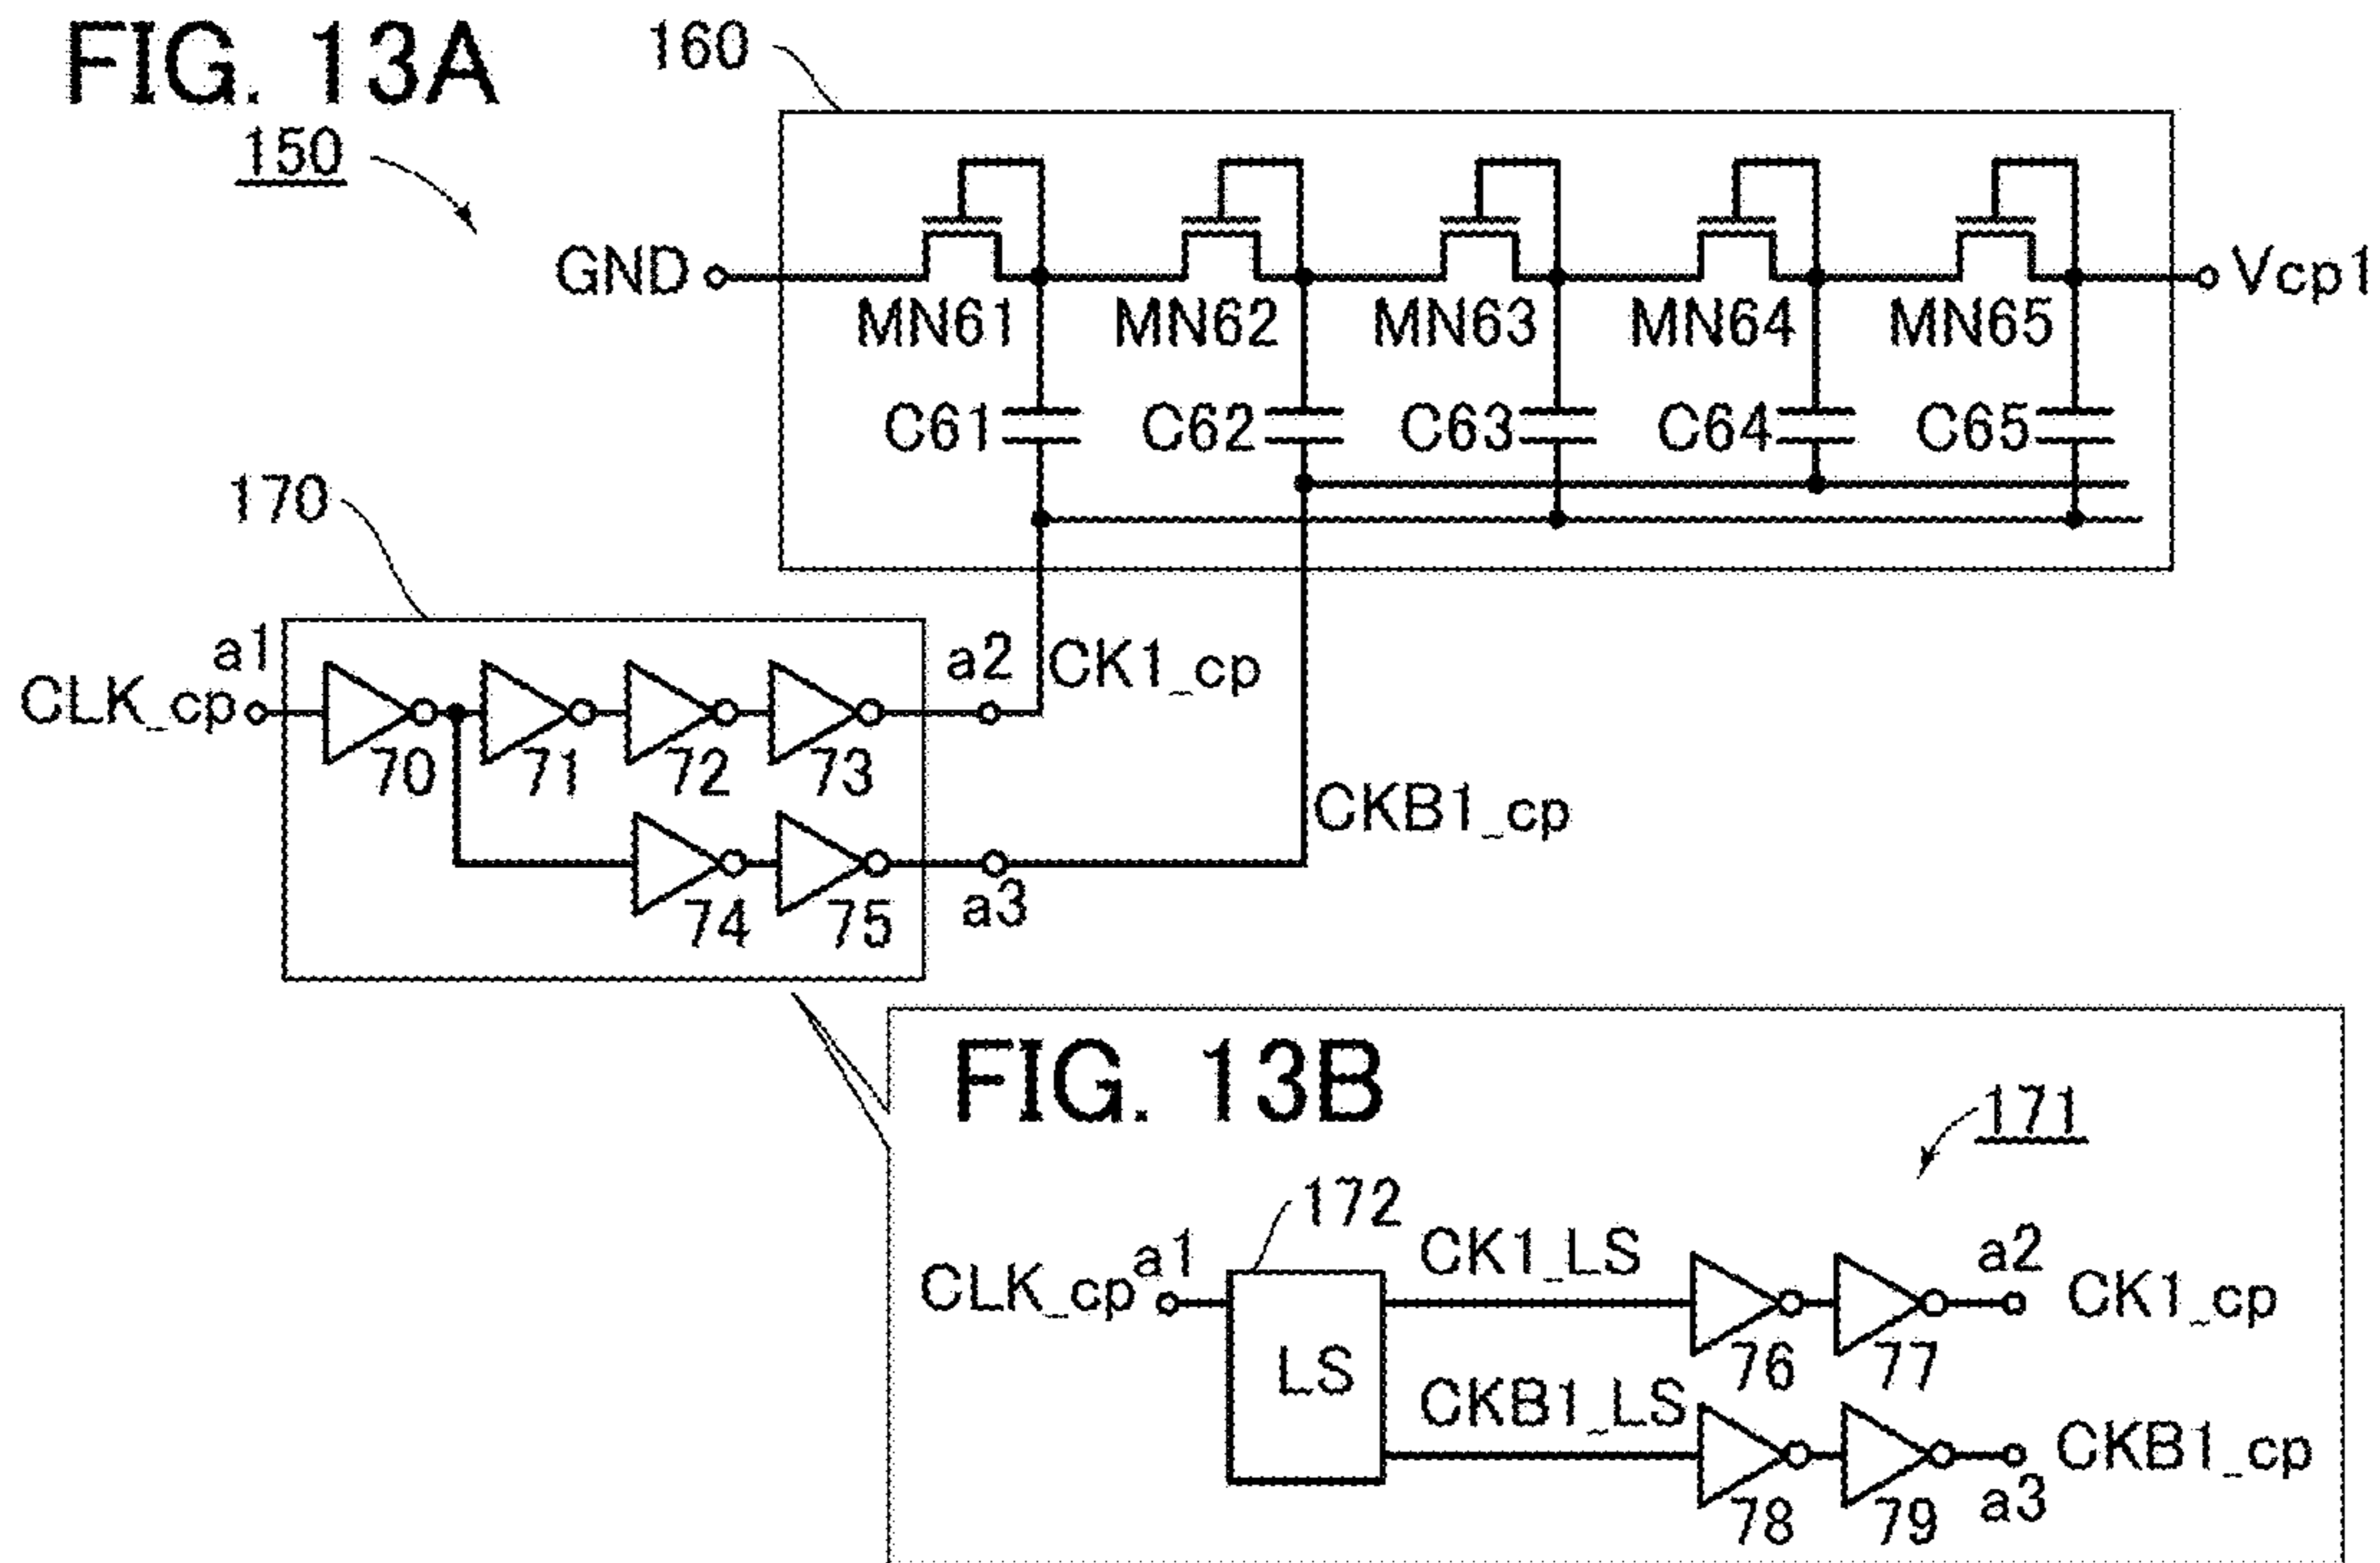 FIG. 13A
160
150
GND
Vcp1
MN61
MN62
MN63
MN64
MN65
C61
C62
C63
C64
C65
170
a1
CLK_cp
70
71
72
73
a2
CK1_cp
74
75
a3
CKB1_cp
FIG. 13B
171
172
CLK_cp
a1
LS
CK1_LS
76
77
a2
CK1_cp
CKB1_LS
78
79
a3
CKB1_cp